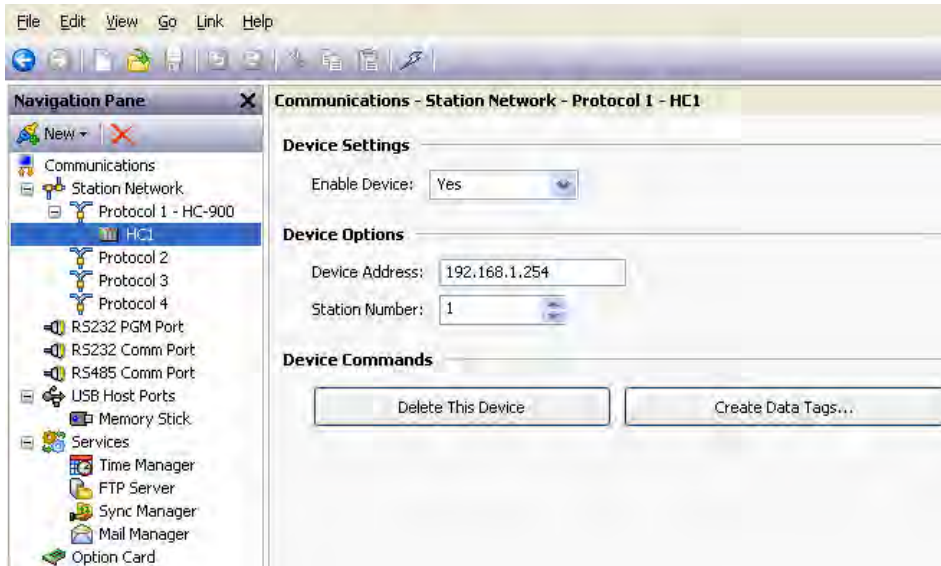 File Edit View Go Link Help
Navigation Pane
New
Communications
Station Network
Protocol 1 - HC-900
HC1
Protocol 2
Protocol 3
Protocol 4
RS232 PGM Port
RS232 Comm Port
RS485 Comm Port
USB Host Ports
Memory Stick
Services
Time Manager
FTP Server
Sync Manager
Mail Manager
Option Card
Communications - Station Network - Protocol 1 - HC1
Device Settings
Enable Device: Yes
Device Options
Device Address: 192.168.1.254
Station Number: 1
Device Commands
Delete This Device Create Data Tags...